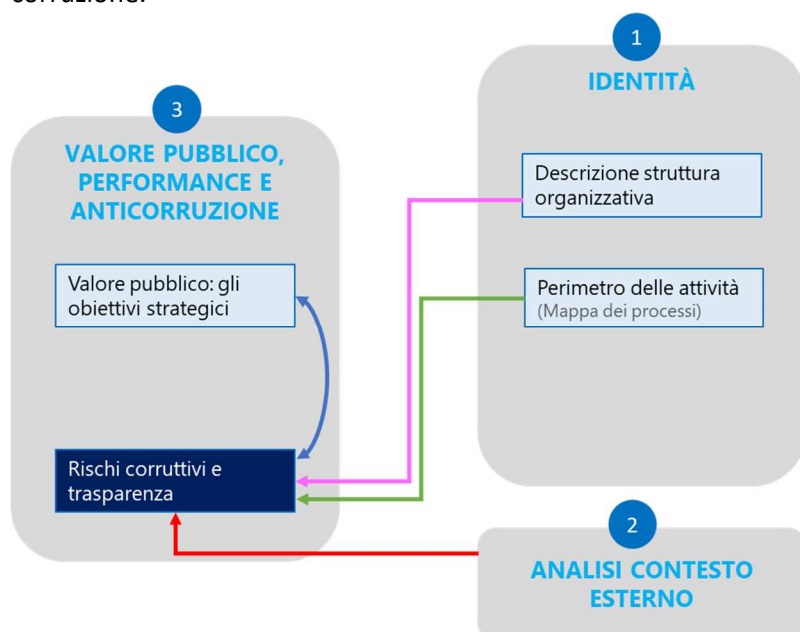 corruzione.
1
IDENTITÀ
3
VALORE PUBBLICO,
PERFORMANCE E
ANTICORRUZIONE
Descrizione struttura
organizzativa
Valore pubblico: gli
obiettivi strategici
Perimetro delle attività
(Mappa dei processi)
Rischi corruttivi e
trasparenza
2
ANALISI CONTESTO
ESTERNO